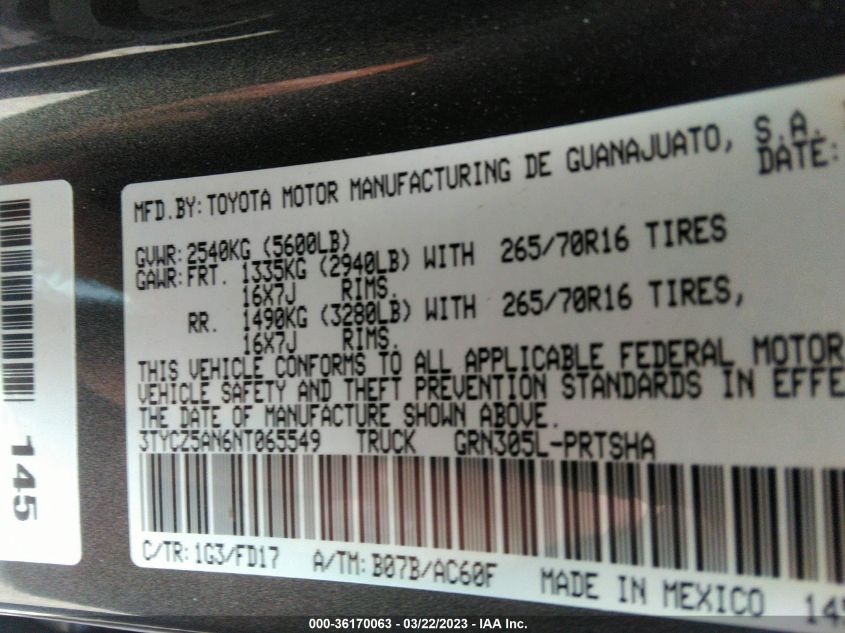 MFD.BY:TOYOTA MOTOR MANUFACTURING DE GUANAJUATO, S.A.
DATE:
GVWR:2540KG (5600LB)
GAWR:FRT. 1335KG (2940LB) WITH 265/70R16 TIRES
16X7J RIMS.
RR. 1490KG (3280LB) WITH 265/70R16 TIRES,
16X7J RIMS.
THIS VEHICLE CONFORMS TO ALL APPLICABLE FEDERAL MOTOR
VEHICLE SAFETY AND THEFT PREVENTION STANDARDS IN EFFE
THE DATE OF MANUFACTURE SHOWN ABOVE.
3TYCZ5AN6NT065549 TRUCK GRN305L-PRTSHA
C/TR:1G3/FD17 A/TM:B07B/AC60F MADE IN MEXICO
145
000-36170063 - 03/22/2023 - IAA Inc.